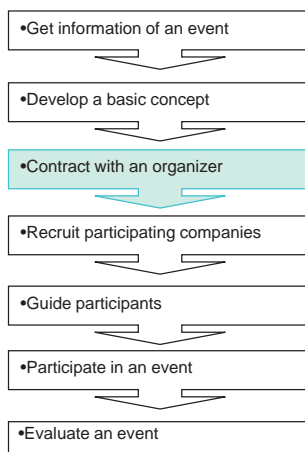 •Get information of an event
•Develop a basic concept
•Contract with an organizer
•Recruit participating companies
•Guide participants
•Participate in an event
•Evaluate an event